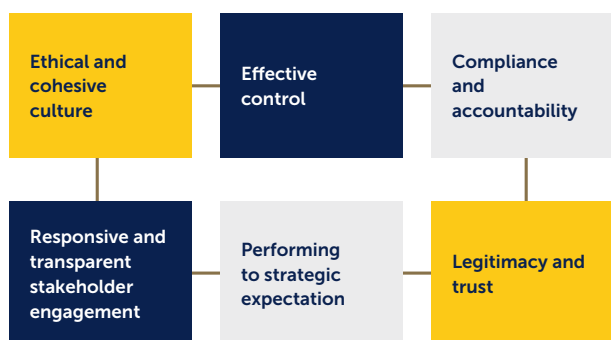 Ethical and
cohesive
culture
Effective
control
Compliance
and
accountability
Responsive and
transparent
stakeholder
engagement
Performing
to strategic
expectation
Legitimacy and
trust